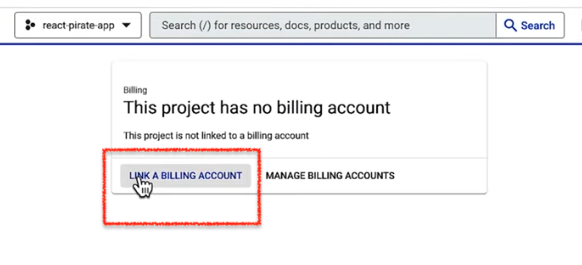 react-pirate-app
Search (/) for resources, docs, products, and more
Search
Billing
This project has no billing account
This project is not linked to a billing account
LINK A BILLING ACCOUNT
MANAGE BILLING ACCOUNTS